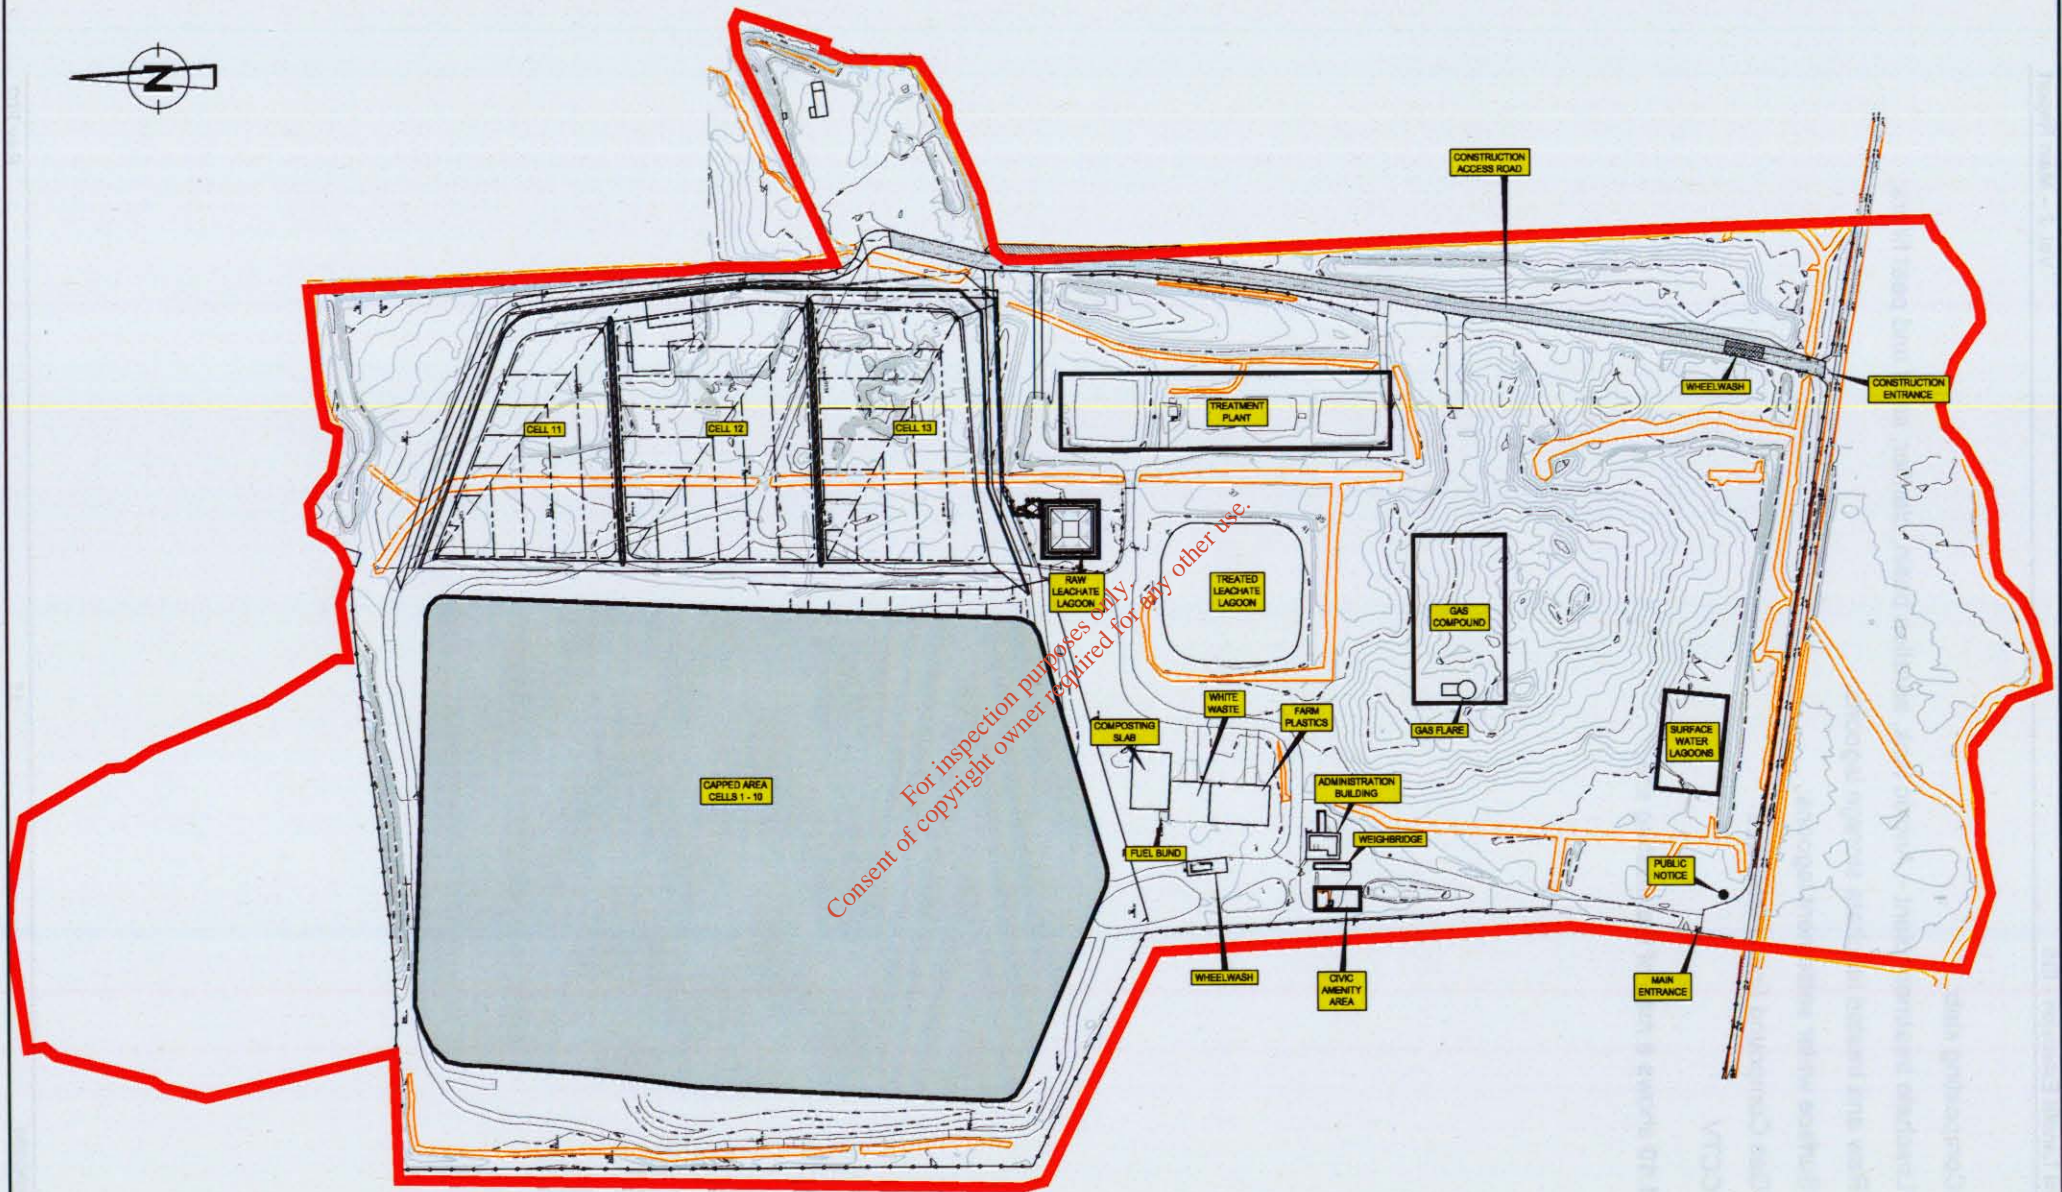 N
CONSTRUCTION
ACCESS ROAD
WHEELWASH
CONSTRUCTION
ENTRANCE
TREATMENT
PLANT
CELL 11
CELL 12
CELL 13
RAW
LEACHATE
LAGOON
TREATED
LEACHATE
LAGOON
GAS
COMPOUND
GAS FLARE
WHITE
WASTE
FARM
PLASTICS
COMPOSTING
SLAB
SURFACE
WATER
LAGOONS
CAPPED AREA
CELLS 1 - 10
ADMINISTRATION
BUILDING
WEIGHBRIDGE
FUEL BUND
PUBLIC
NOTICE
WHEELWASH
CIVIC
AMENITY
AREA
MAIN
ENTRANCE
For inspection purposes only.
Consent of copyright owner required for any other use.